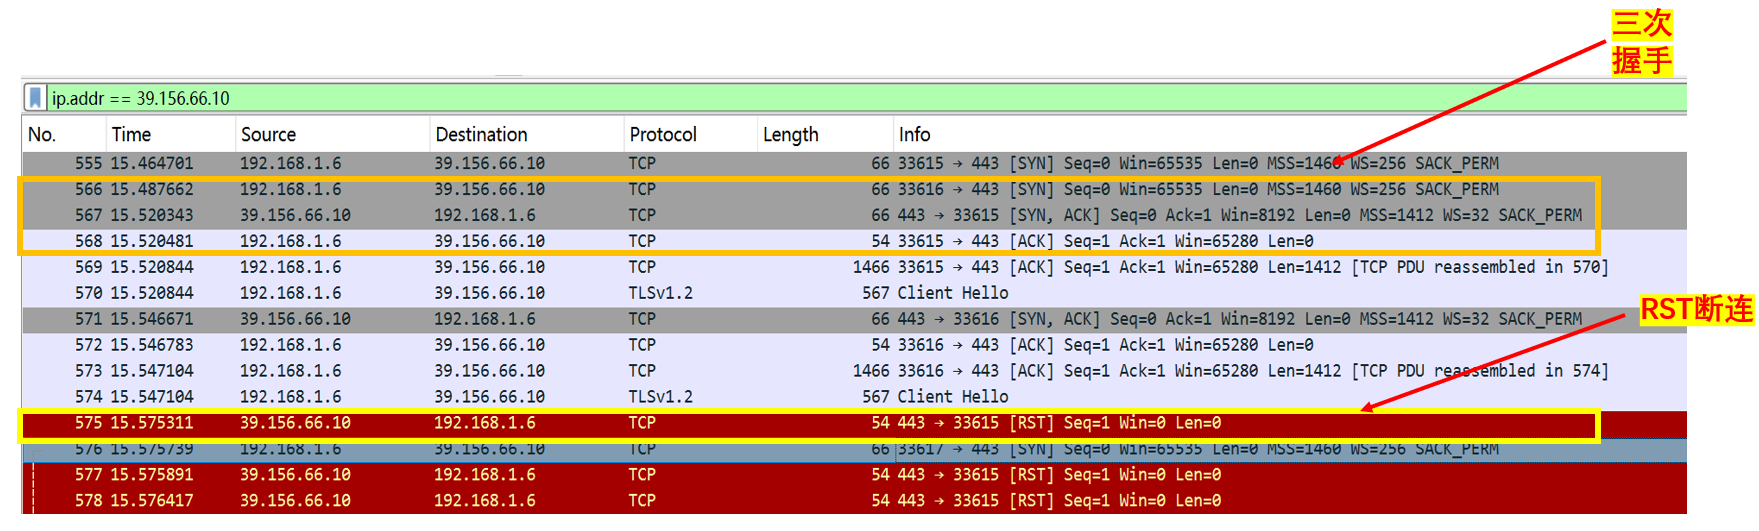 三次
握手
ip.addr == 39.156.66.10
No. Time Source Destination Protocol Length Info
555 15.464701 192.168.1.6 39.156.66.10 TCP 66 33615 → 443 [SYN] Seq=0 Win=65535 Len=0 MSS=1460 WS=256 SACK_PERM
566 15.487662 192.168.1.6 39.156.66.10 TCP 66 33616 → 443 [SYN] Seq=0 Win=65535 Len=0 MSS=1460 WS=256 SACK_PERM
567 15.520343 39.156.66.10 192.168.1.6 TCP 66 443 → 33615 [SYN, ACK] Seq=0 Ack=1 Win=8192 Len=0 MSS=1412 WS=32 SACK_PERM
568 15.520481 192.168.1.6 39.156.66.10 TCP 54 33615 → 443 [ACK] Seq=1 Ack=1 Win=65280 Len=0
569 15.520844 192.168.1.6 39.156.66.10 TCP 1466 33615 → 443 [ACK] Seq=1 Ack=1 Win=65280 Len=1412 [TCP PDU reassembled in 570]
570 15.520844 192.168.1.6 39.156.66.10 TLSv1.2 567 Client Hello
RST断连
571 15.546671 39.156.66.10 192.168.1.6 TCP 66 443 → 33616 [SYN, ACK] Seq=0 Ack=1 Win=8192 Len=0 MSS=1412 WS=32 SACK_PERM
572 15.546783 192.168.1.6 39.156.66.10 TCP 54 33616 → 443 [ACK] Seq=1 Ack=1 Win=65280 Len=0
573 15.547104 192.168.1.6 39.156.66.10 TCP 1466 33616 → 443 [ACK] Seq=1 Ack=1 Win=65280 Len=1412 [TCP PDU reassembled in 574]
574 15.547104 192.168.1.6 39.156.66.10 TLSv1.2 567 Client Hello
575 15.575311 39.156.66.10 192.168.1.6 TCP 54 443 → 33615 [RST] Seq=1 Win=0 Len=0
576 15.575739 192.168.1.6 39.156.66.10 TCP 66 33617 → 443 [SYN] Seq=0 Win=65535 Len=0 MSS=1460 WS=256 SACK_PERM
577 15.575891 39.156.66.10 192.168.1.6 TCP 54 443 → 33615 [RST] Seq=1 Win=0 Len=0
578 15.576417 39.156.66.10 192.168.1.6 TCP 54 443 → 33615 [RST] Seq=1 Win=0 Len=0